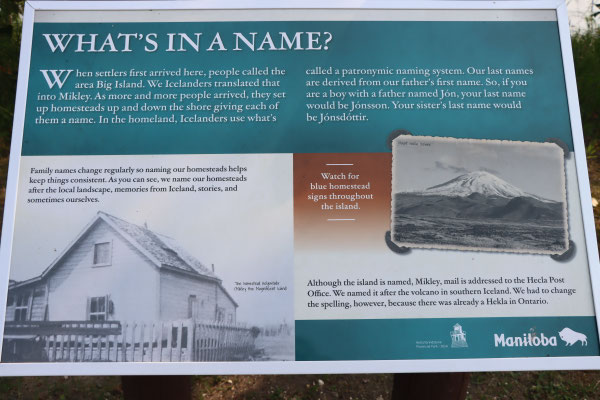 WHAT'S IN A NAME?
When settlers first arrived here, people called the
area Big Island. We Icelanders translated that
into Mikley. As more and more people arrived, they set
up homesteads up and down the shore giving each of
them a name. In the homeland, Icelanders use what's
called a patronymic naming system. Our last names
are derived from our father's first name. So, if you
are a boy with a father named Jón, your last name
would be Jónsson. Your sister's last name would
be Jónsdóttir.
Family names change regularly so naming our homesteads helps
keep things consistent. As you can see, we name our homesteads
after the local landscape, memories from Iceland, stories, and
sometimes ourselves.
Watch for
blue homestead
signs throughout
the island.
Although the island is named, Mikley, mail is addressed to the Hecla Post
Office. We named it after the volcano in southern Iceland. We had to change
the spelling, however, because there was already a Hekla in Ontario.
Manitoba